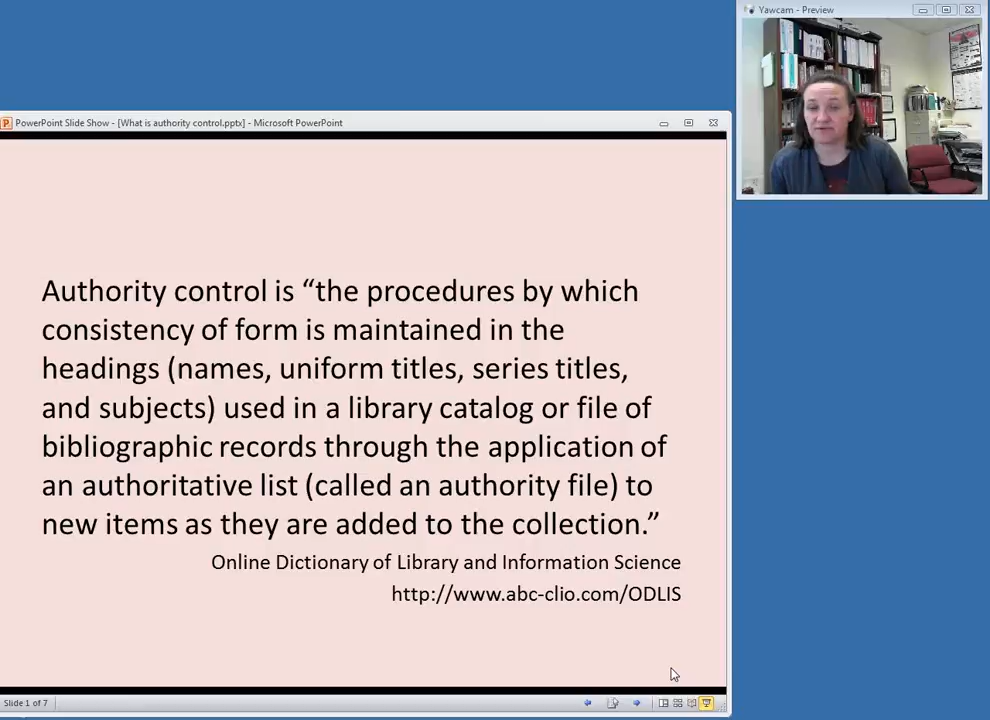 Yawcam - Preview
PowerPoint Slide Show - [What is authority control.pptx] - Microsoft PowerPoint
Authority control is “the procedures by which
consistency of form is maintained in the
headings (names, uniform titles, series titles,
and subjects) used in a library catalog or file of
bibliographic records through the application of
an authoritative list (called an authority file) to
new items as they are added to the collection.”
Online Dictionary of Library and Information Science
http://www.abc-clio.com/ODLIS
Slide 1 of 7